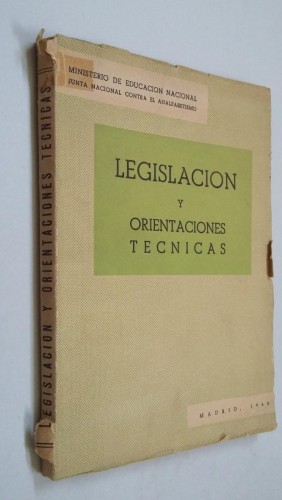 MINISTERIO DE EDUCACION NACIONAL
JUNTA NACIONAL CONTRA EL ANALFABETISMO
LEGISLACION
Y
ORIENTACIONES
TECNICAS
MADRID,
LEGISLACION Y ORIENTACIONES TECNICAS